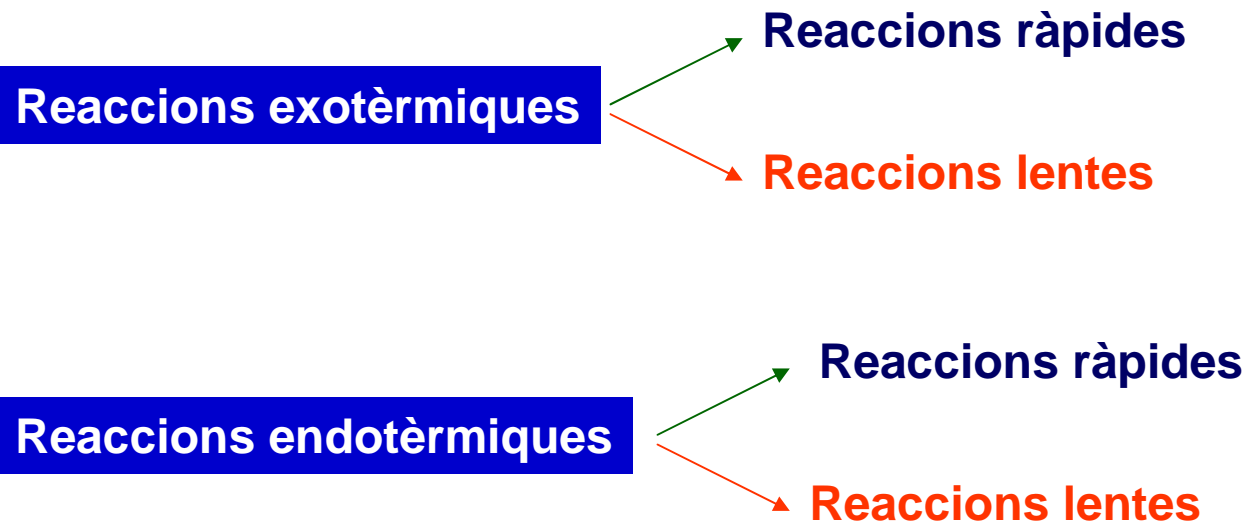 Reaccions ràpides
Reaccions exotèrmiques
Reaccions lentes
Reaccions ràpides
Reaccions endotèrmiques
Reaccions lentes